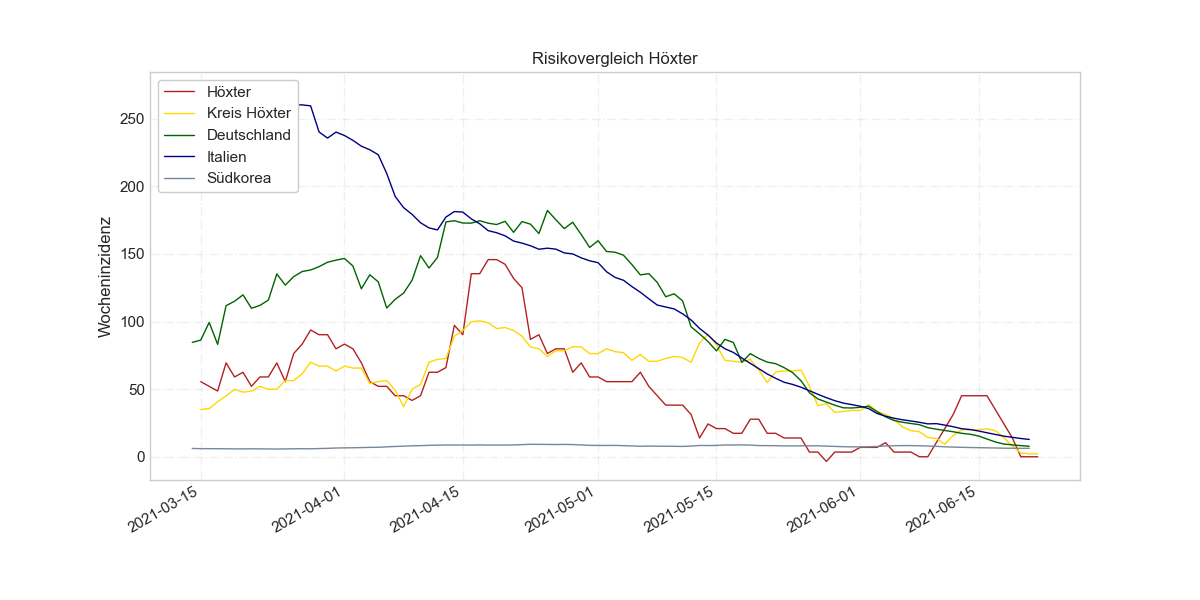 Risikovergleich Höxter
Höxter
Kreis Höxter
Deutschland
Italien
Südkorea
Wocheninzidenz
250
200
150
100
50
0
2021-03-15
2021-04-01
2021-04-15
2021-05-01
2021-05-15
2021-06-01
2021-06-15